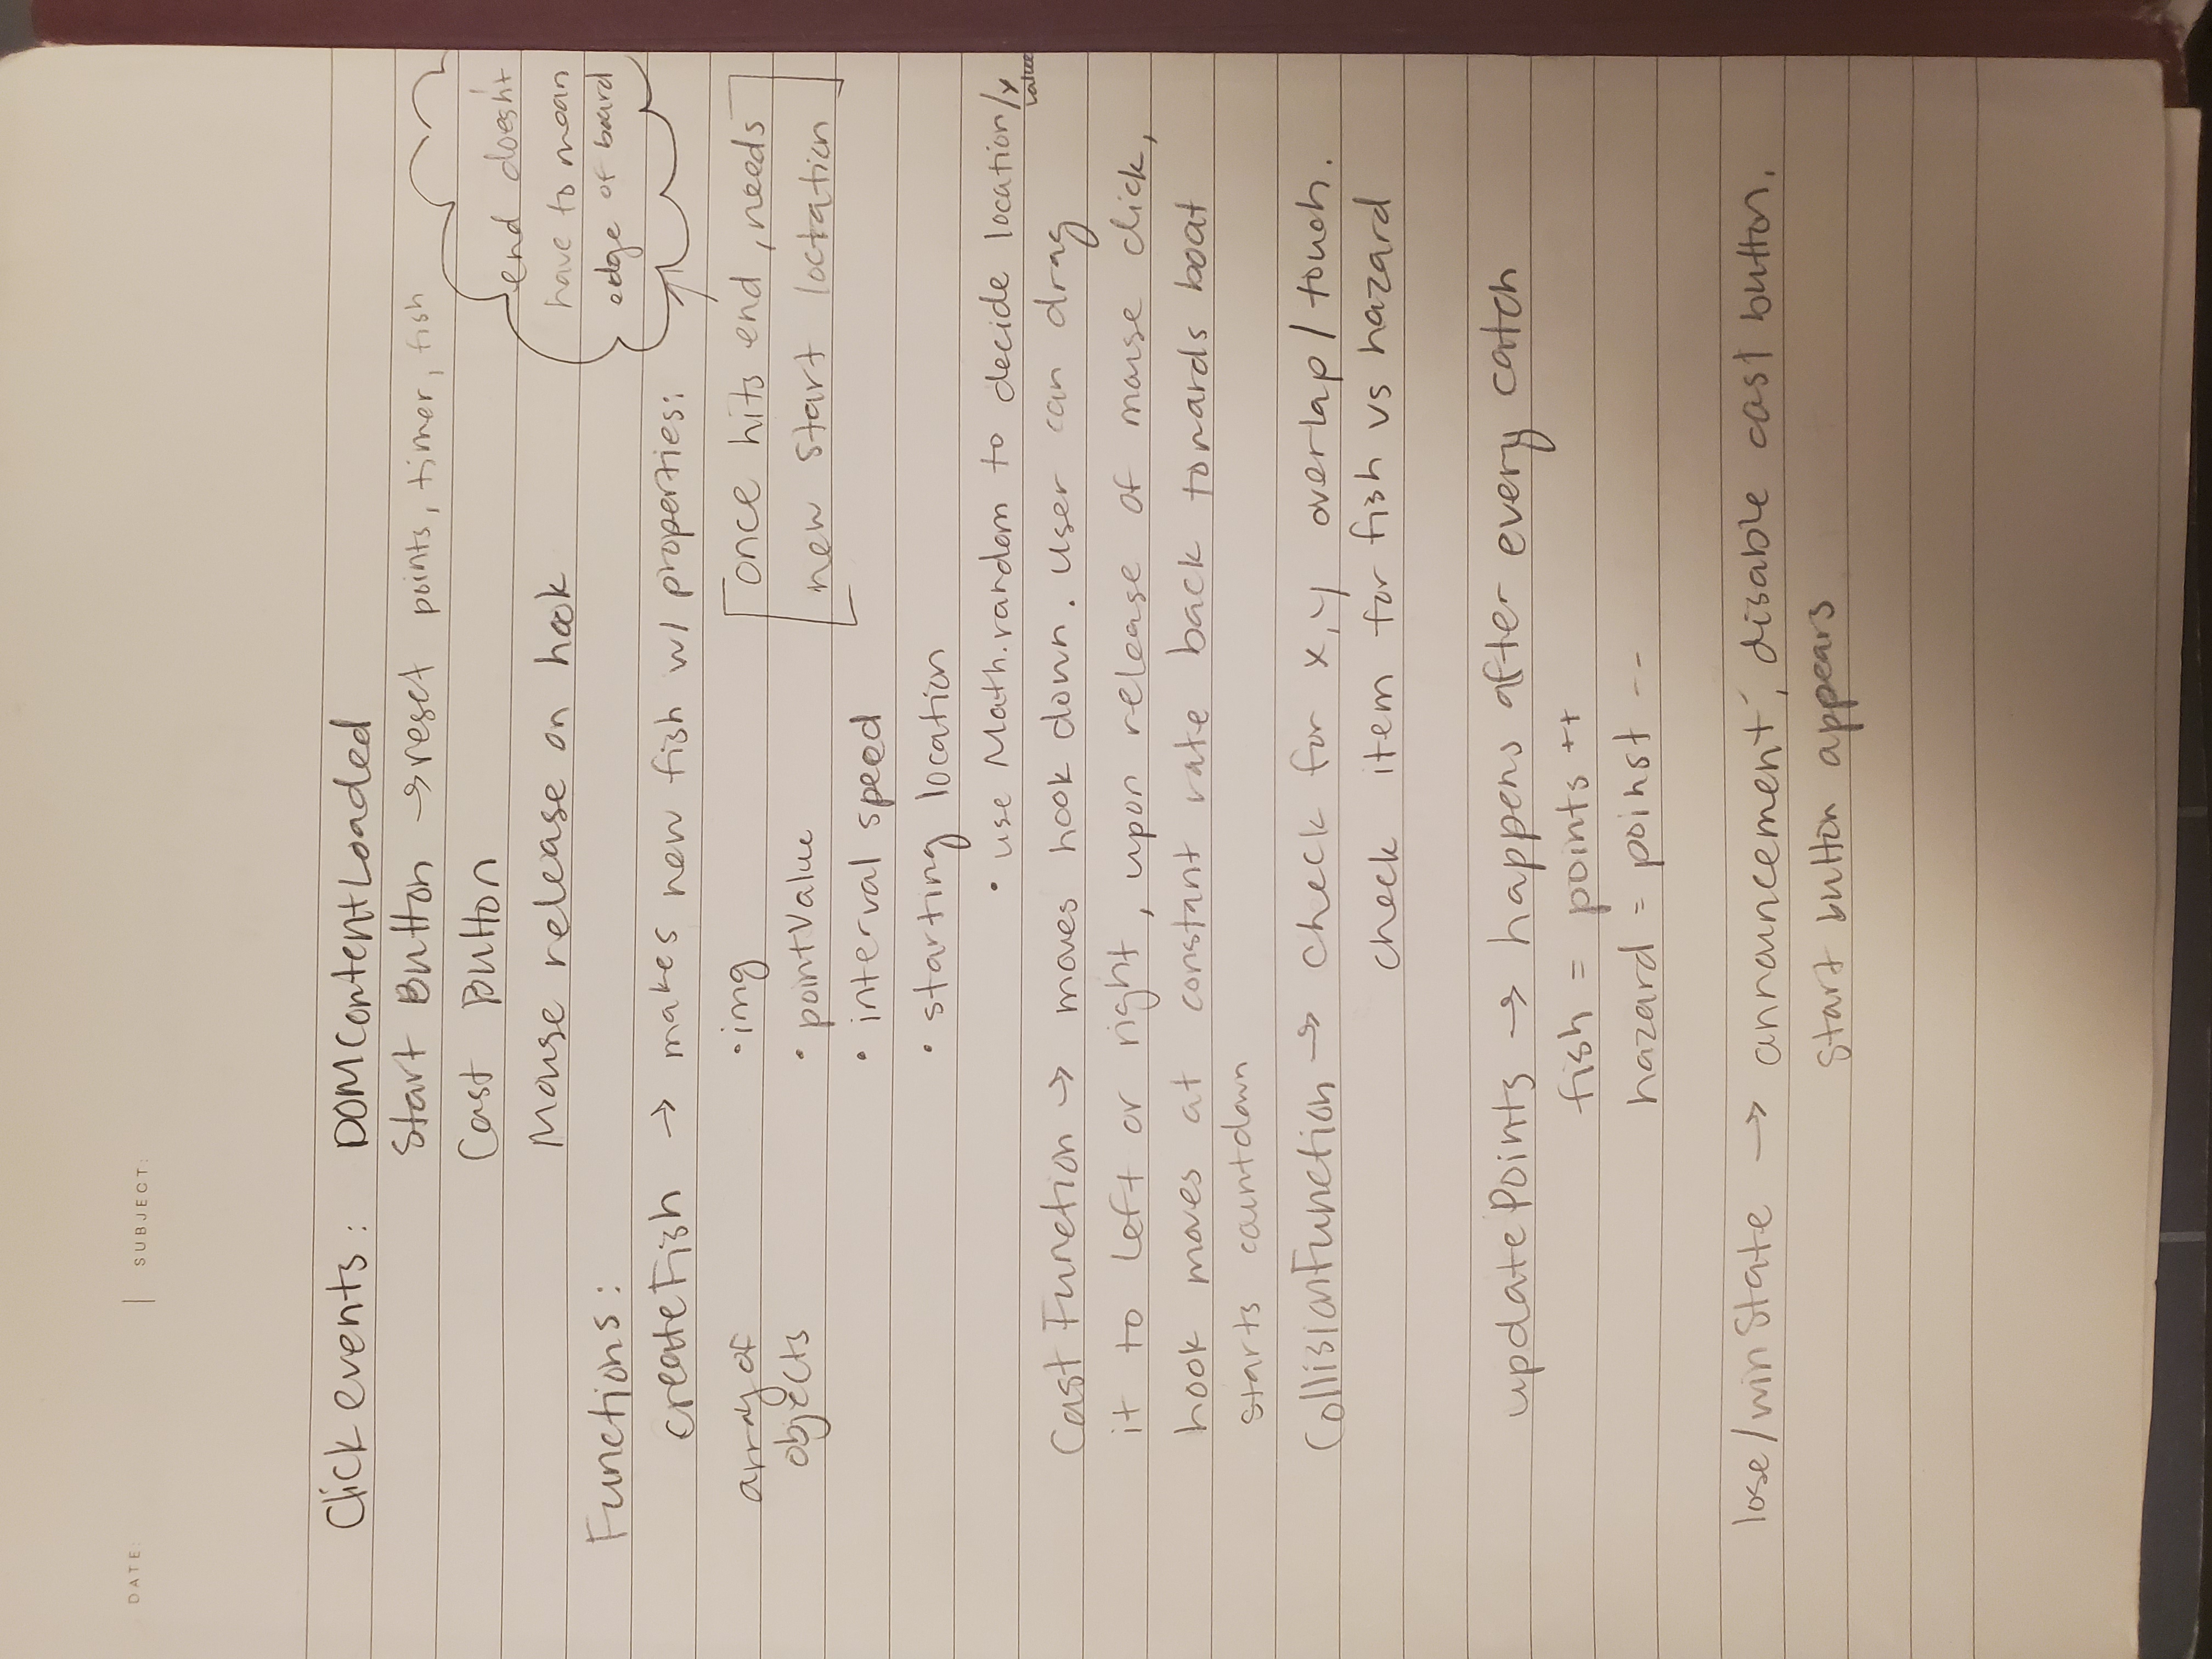 DATE: | SUBJECT:
Click events: DOMContentLoaded
Start Button → reset points, timer, fish
Cast Button
Mouse release on hook
end doesn't
have to mean
edge of board
Functions:
createFish → makes new fish w/ properties:
array of
objects
• img
• pointValue
• interval speed
• starting location
• use Math.random to decide location/y
value
[once hits end, needs
new start loctation]
Cast Function → moves hook down. User can drag
it to left or right, upon release of mouse click,
hook moves at constant rate back towards boat
starts countdown
CollisionFunction → check for x, y overlap/touch.
check item for fish vs hazard
updatePoints → happens after every catch
fish = points ++
hazard = poinst --
lose/winState → announcement, disable cast button.
Start button appears